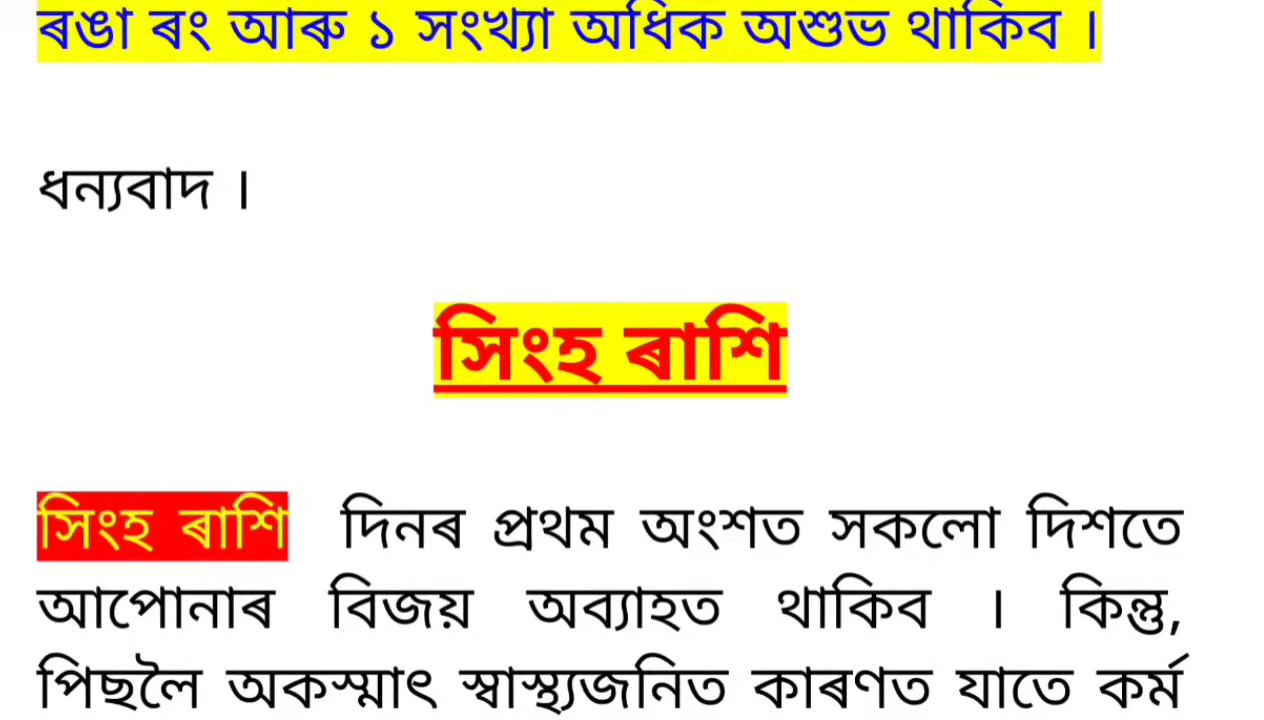 ৰঙা ৰং আৰু ১ সংখ্যা অধিক অশুভ থাকিব ।
ধন্যবাদ ।
সিংহ ৰাশি
সিংহ ৰাশি দিনৰ প্ৰথম অংশত সকলো দিশতে
আপোনাৰ বিজয় অব্যাহত থাকিব । কিন্তু,
পিছলৈ অকস্মাৎ স্বাস্থ্যজনিত কাৰণত যাতে কৰ্ম